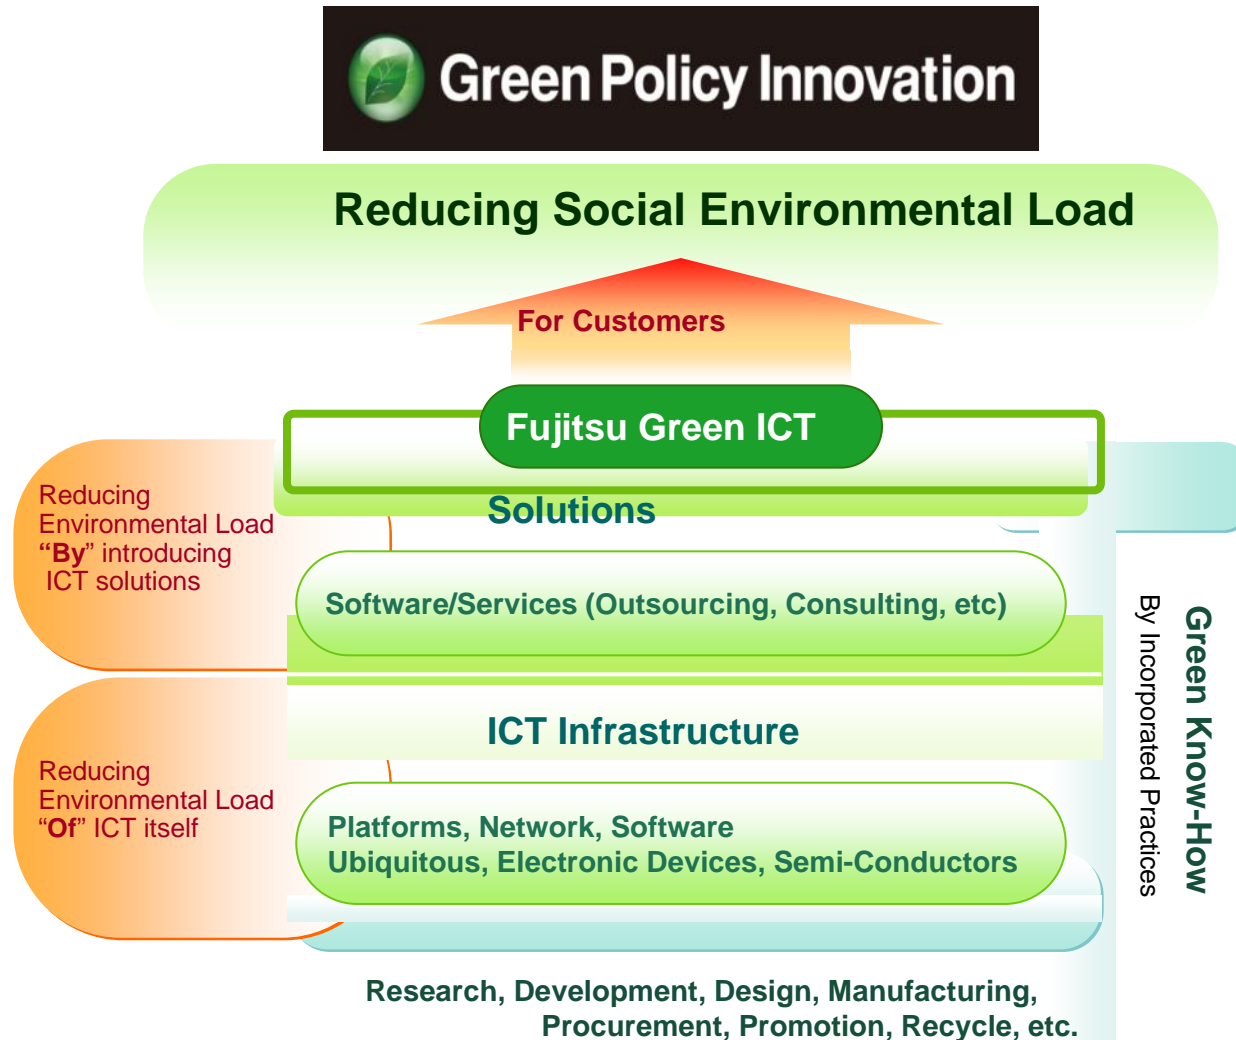 Green Policy Innovation
Reducing Social Environmental Load
For Customers
Fujitsu Green ICT
Solutions
Reducing
Environmental Load
“By” introducing
ICT solutions
Software/Services (Outsourcing, Consulting, etc)
ICT Infrastructure
Reducing
Environmental Load
“Of” ICT itself
Platforms, Network, Software
Ubiquitous, Electronic Devices, Semi-Conductors
Green Know-How
By Incorporated Practices
Research, Development, Design, Manufacturing,
Procurement, Promotion, Recycle, etc.